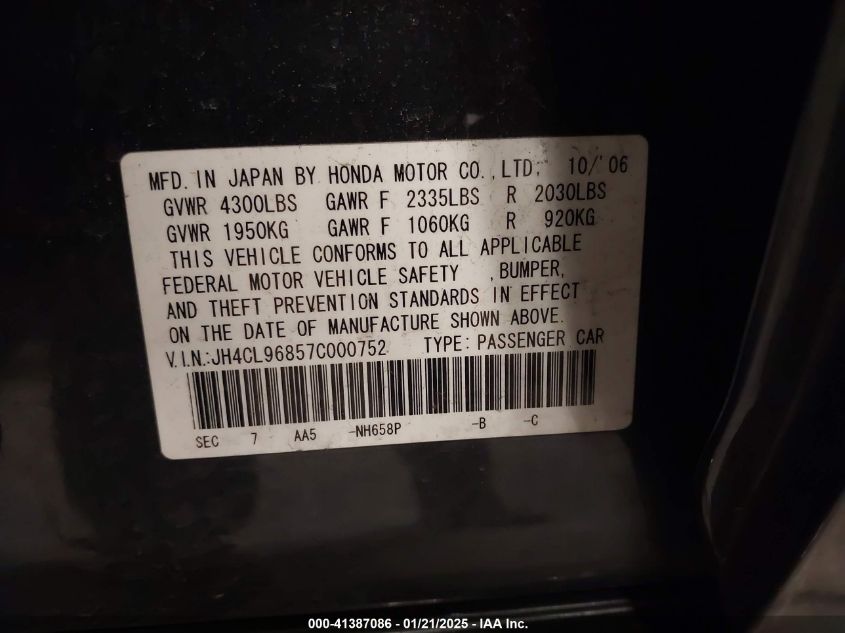 MFD. IN JAPAN BY HONDA MOTOR CO.,LTD; 10/'06
GVWR 4300LBS GAWR F 2335LBS R 2030LBS
GVWR 1950KG GAWR F 1060KG R 920KG
THIS VEHICLE CONFORMS TO ALL APPLICABLE
FEDERAL MOTOR VEHICLE SAFETY ,BUMPER,
AND THEFT PREVENTION STANDARDS IN EFFECT
ON THE DATE OF MANUFACTURE SHOWN ABOVE.
V.I.N.:JH4CL96857C000752 TYPE: PASSENGER CAR
SEC 7 AA5 -NH658P -B -C
000-41387086 - 01/21/2025 - IAA Inc.